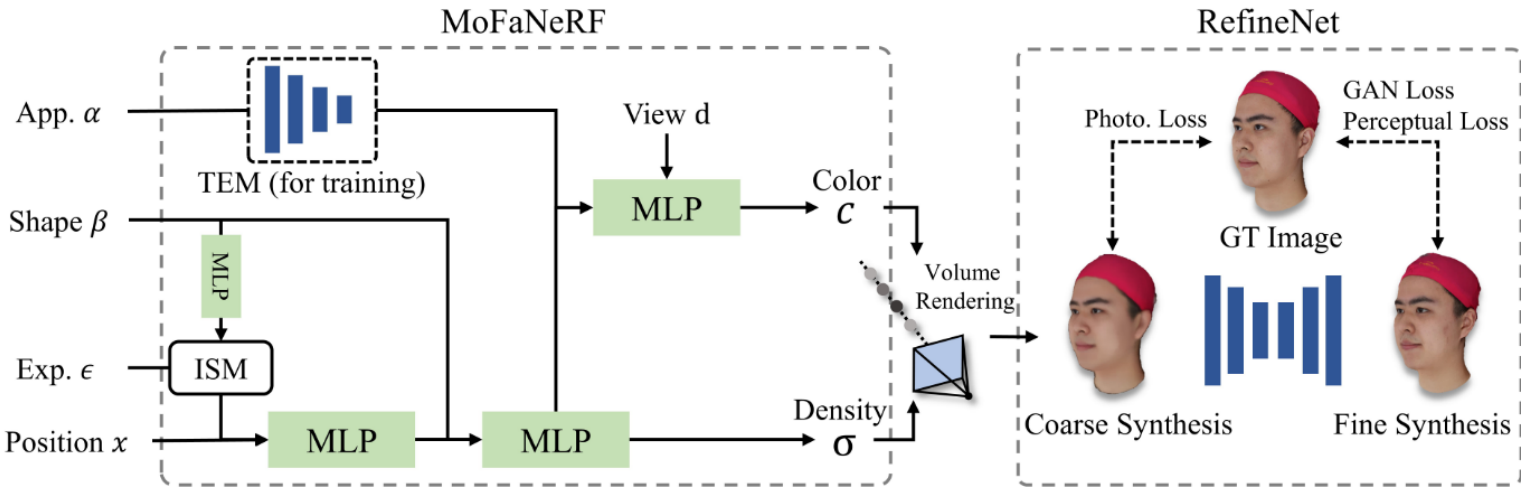 MoFaNeRF
RefineNet
App. α
TEM (for training)
View d
MLP
Color
c
Shape β
MLP
Exp. ϵ
ISM
Position x
MLP
MLP
Density
σ
Volume
Rendering
Photo. Loss
GAN Loss
Perceptual Loss
GT Image
Coarse Synthesis
Fine Synthesis